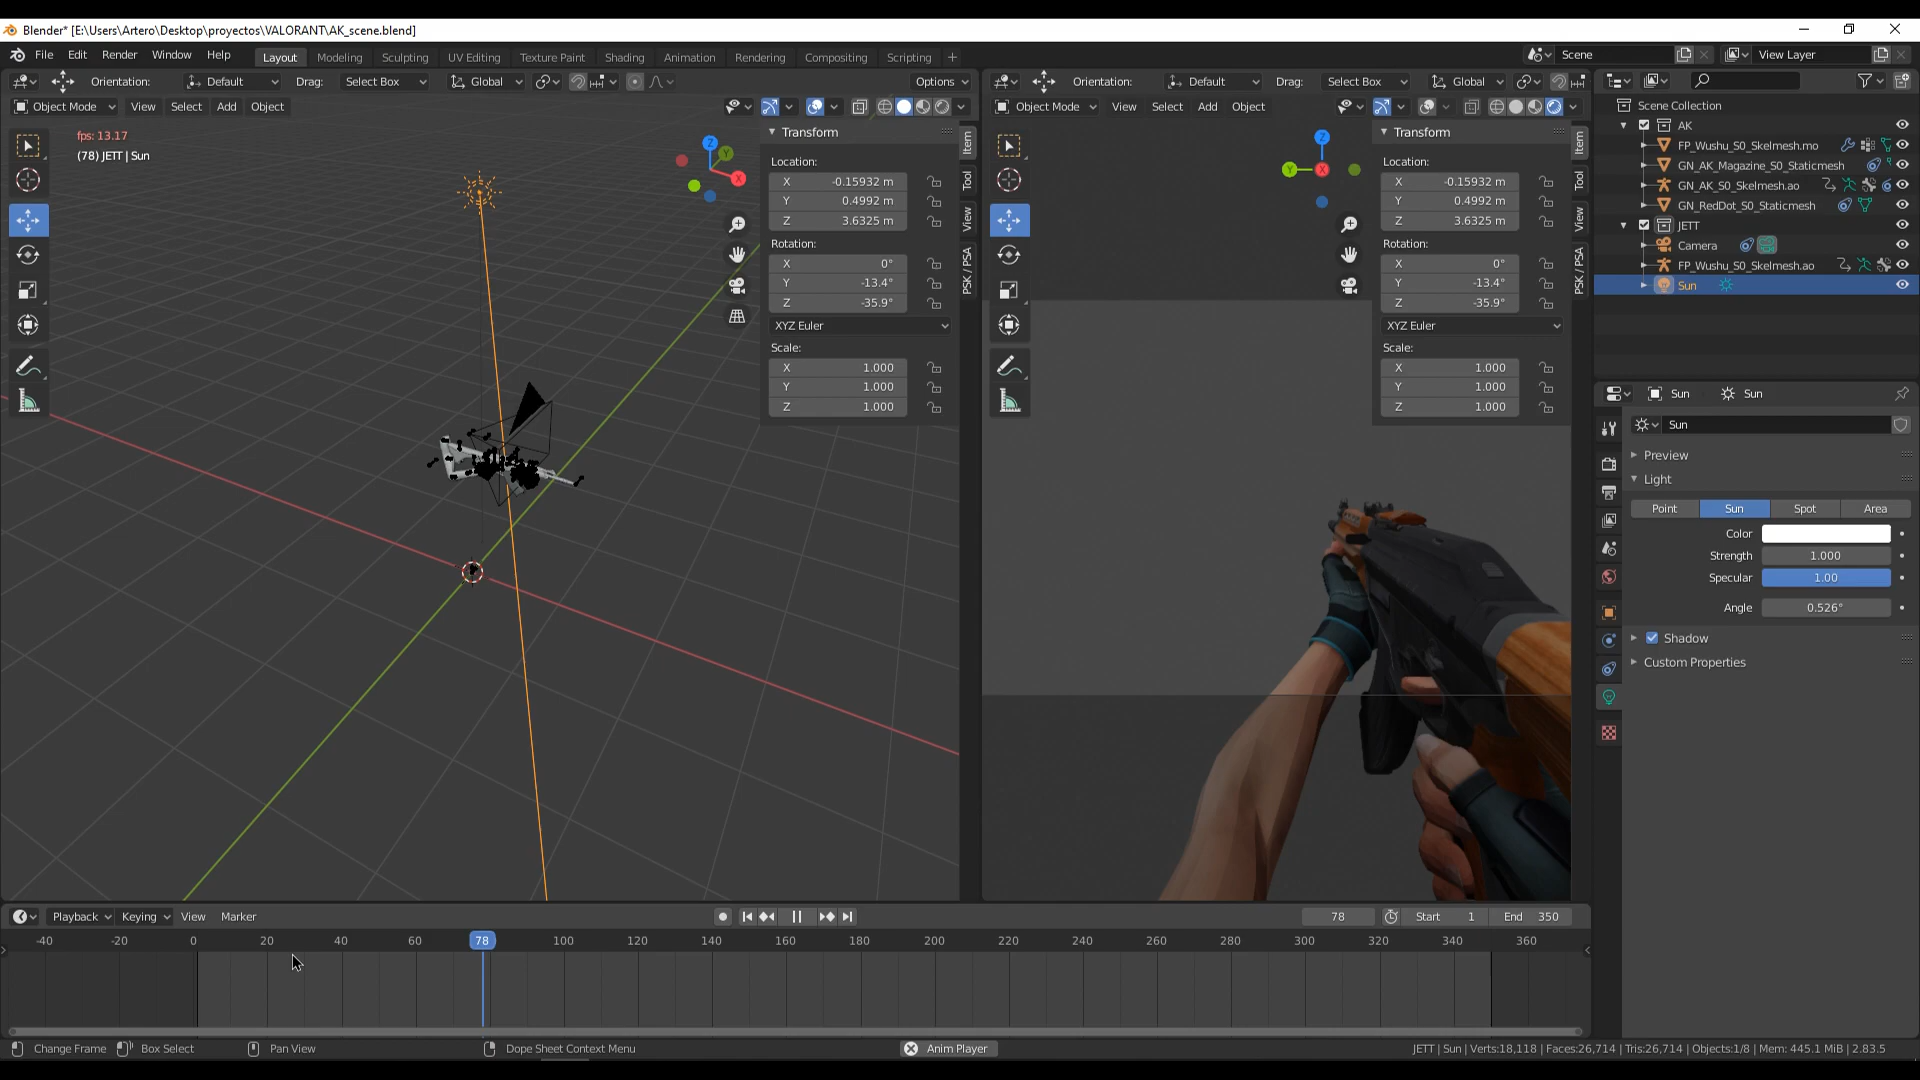 Blender* [E:\Users\Artero\Desktop\proyectos\VALORANT\AK_scene.blend]
File Edit Render Window Help Layout Modeling Sculpting UV Editing Texture Paint Shading Animation Rendering Compositing Scripting + Scene View Layer
Orientation: Default Drag: Select Box Global Options
Orientation: Default Drag: Select Box Global
Object Mode View Select Add Object
Object Mode View Select Add Object
fps: 13.17
(78) JETT | Sun
Z
Y
X
Transform
Location:
X -0.15932 m
Y 0.4992 m
Z 3.6325 m
Rotation:
X 0°
Y -13.4°
Z -35.9°
XYZ Euler
Scale:
X 1.000
Y 1.000
Z 1.000
Item
Tool
View
PSK / PSA
Z
Y
X
Transform
Location:
X -0.15932 m
Y 0.4992 m
Z 3.6325 m
Rotation:
X 0°
Y -13.4°
Z -35.9°
XYZ Euler
Scale:
X 1.000
Y 1.000
Z 1.000
Item
Tool
View
PSK / PSA
Scene Collection
AK
FP_Wushu_S0_Skelmesh.mo
GN_AK_Magazine_S0_Staticmesh
GN_AK_S0_Skelmesh.ao
GN_RedDot_S0_Staticmesh
JETT
Camera
FP_Wushu_S0_Skelmesh.ao
Sun
Sun Sun
Sun
Preview
Light
Point Sun Spot Area
Color
Strength 1.000
Specular 1.00
Angle 0.526°
Shadow
Custom Properties
Playback Keying View Marker 78 Start 1 End 350
-40 -20 0 20 40 60 78 100 120 140 160 180 200 220 240 260 280 300 320 340 360
Change Frame Box Select Pan View Dope Sheet Context Menu Anim Player JETT | Sun | Verts:18,118 | Faces:26,714 | Tris:26,714 | Objects:1/8 | Mem: 445.1 MiB | 2.83.5